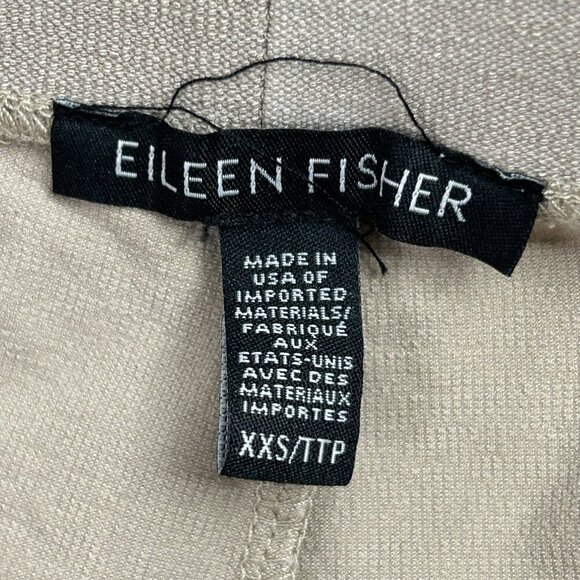 EILEEN FISHER
MADE IN
USA OF
IMPORTED
MATERIALS/
FABRIQUÉ
AUX
ETATS-UNIS
AVEC DES
MATERIAUX
IMPORTES
XXS/TTP